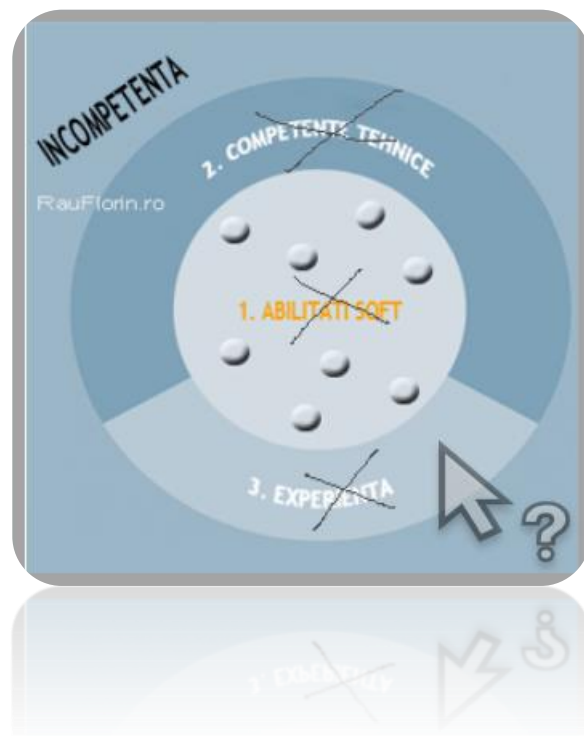 INCOMPETENTA
2. COMPETENTE TEHNICE
RauFlorin.ro
1. ABILITATI SOFT
3. EXPERIENTA
?